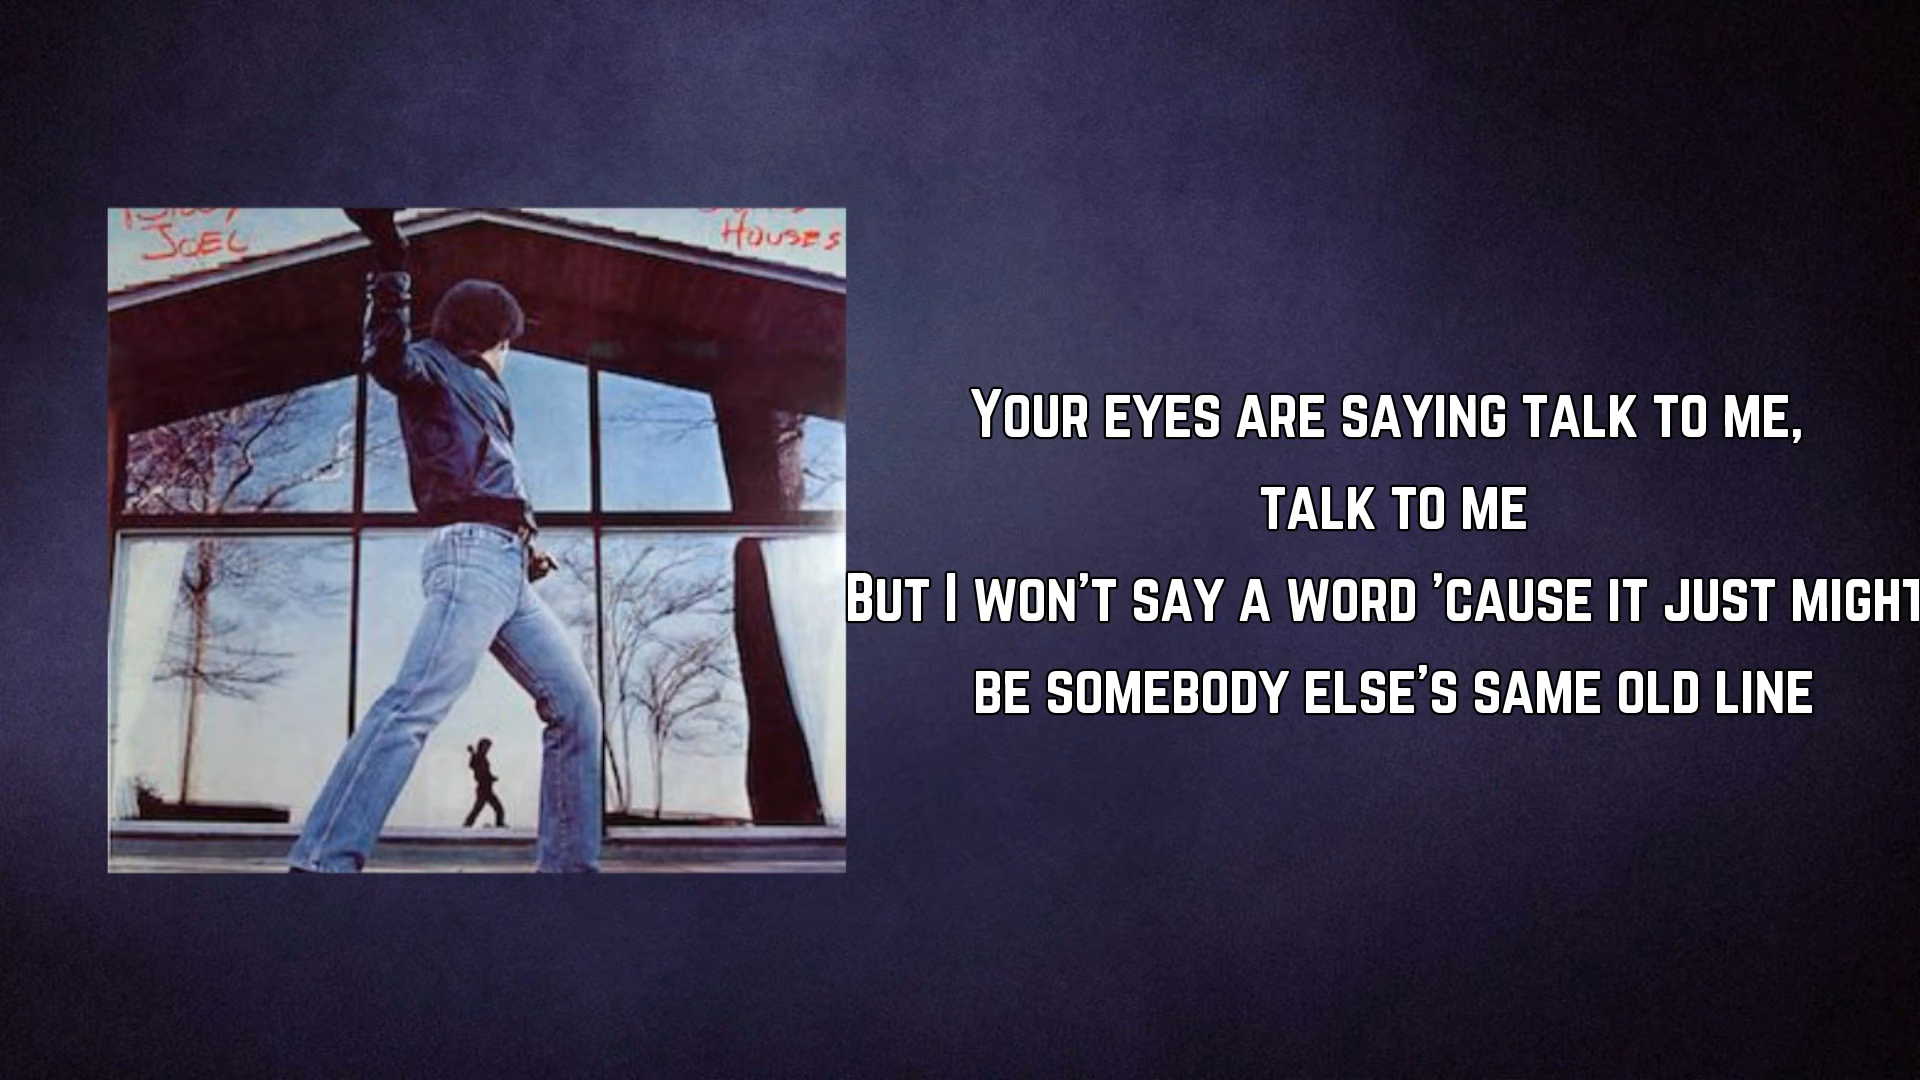 JOEL
HOUSES
YOUR EYES ARE SAYING TALK TO ME,
TALK TO ME
BUT I WON'T SAY A WORD 'CAUSE IT JUST MIGHT
BE SOMEBODY ELSE'S SAME OLD LINE